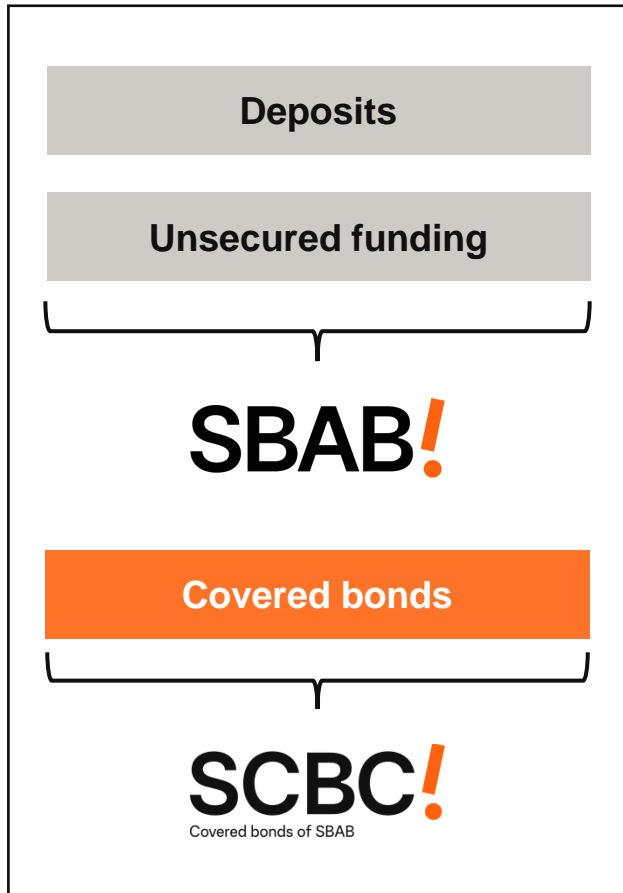 Deposits
Unsecured funding
SBAB!
Covered bonds
SCBC!
Covered bonds of SBAB